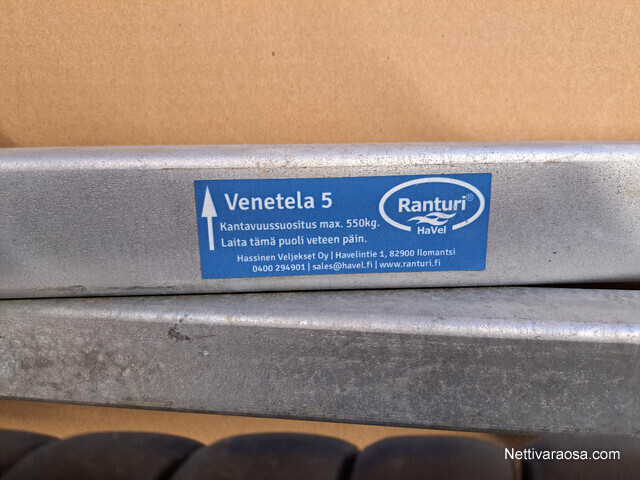 Venetela 5
Kantavuussuositus max. 550kg.
Laita tämä puoli veteen päin.
Hassinen Veljekset Oy | Havelintie 1, 82900 Ilomantsi
0400 294901 | sales@havel.fi | www.ranturi.fi
Ranturi®
HaVel
Nettivaraosa.com